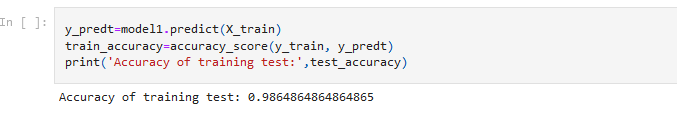 In [ ]:
y_predt=model1.predict(X_train)
train_accuracy=accuracy_score(y_train, y_predt)
print('Accuracy of training test:',test_accuracy)
Accuracy of training test: 0.9864864864864865